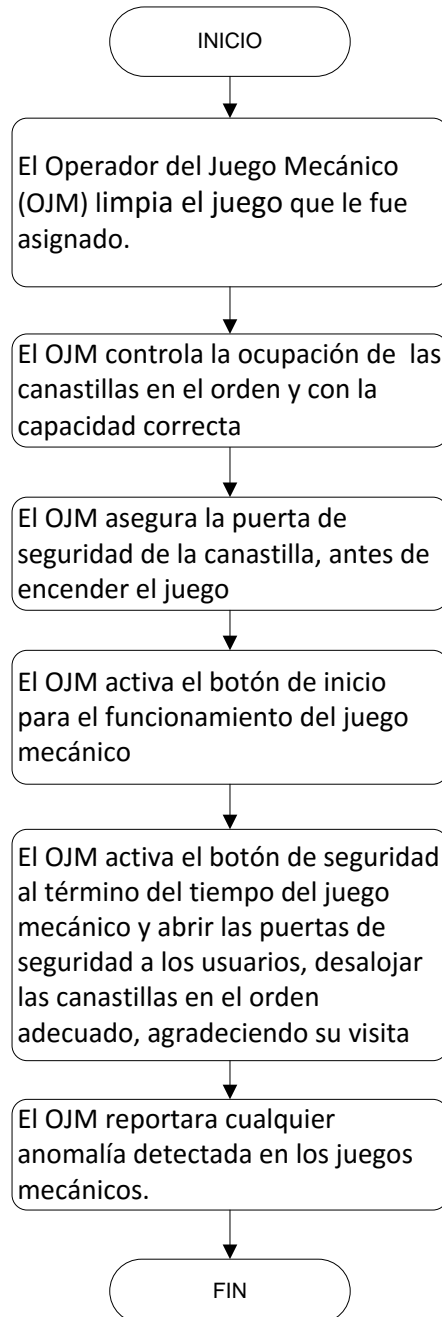 INICIO
El Operador del Juego Mecánico
(OJM) limpia el juego que le fue
asignado.
El OJM controla la ocupación de  las
canastillas en el orden y con la
capacidad correcta
El OJM asegura la puerta de
seguridad de la canastilla, antes de
encender el juego
El OJM activa el botón de inicio
para el funcionamiento del juego
mecánico
El OJM activa el botón de seguridad
al término del tiempo del juego
mecánico y abrir las puertas de
seguridad a los usuarios, desalojar
las canastillas en el orden
adecuado, agradeciendo su visita
El OJM reportara cualquier
anomalía detectada en los juegos
mecánicos.
FIN